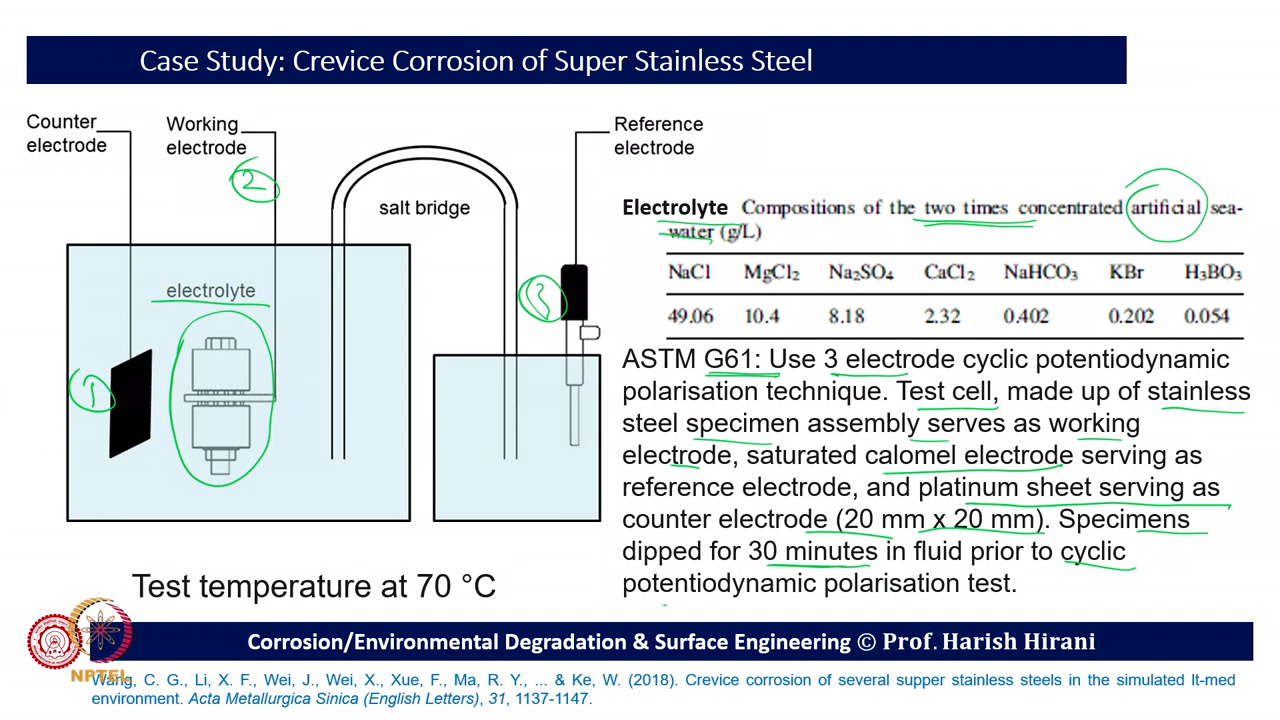 Case Study: Crevice Corrosion of Super Stainless Steel
Counter
electrode
Working
electrode
Reference
electrode
salt bridge
electrolyte
1
2
3
Electrolyte Compositions of the two times concentrated artificial sea-
water (g/L)
NaCl MgCl₂ Na₂SO₄ CaCl₂ NaHCO₃ KBr H₃BO₃
49.06 10.4 8.18 2.32 0.402 0.202 0.054
ASTM G61: Use 3 electrode cyclic potentiodynamic
polarisation technique. Test cell, made up of stainless
steel specimen assembly serves as working
electrode, saturated calomel electrode serving as
reference electrode, and platinum sheet serving as
counter electrode (20 mm x 20 mm). Specimens
dipped for 30 minutes in fluid prior to cyclic
potentiodynamic polarisation test.
Test temperature at 70 °C
Corrosion/Environmental Degradation & Surface Engineering © Prof. Harish Hirani
NPTEL
Wang, C. G., Li, X. F., Wei, J., Wei, X., Xue, F., Ma, R. Y., ... & Ke, W. (2018). Crevice corrosion of several supper stainless steels in the simulated lt-med
environment. Acta Metallurgica Sinica (English Letters), 31, 1137-1147.